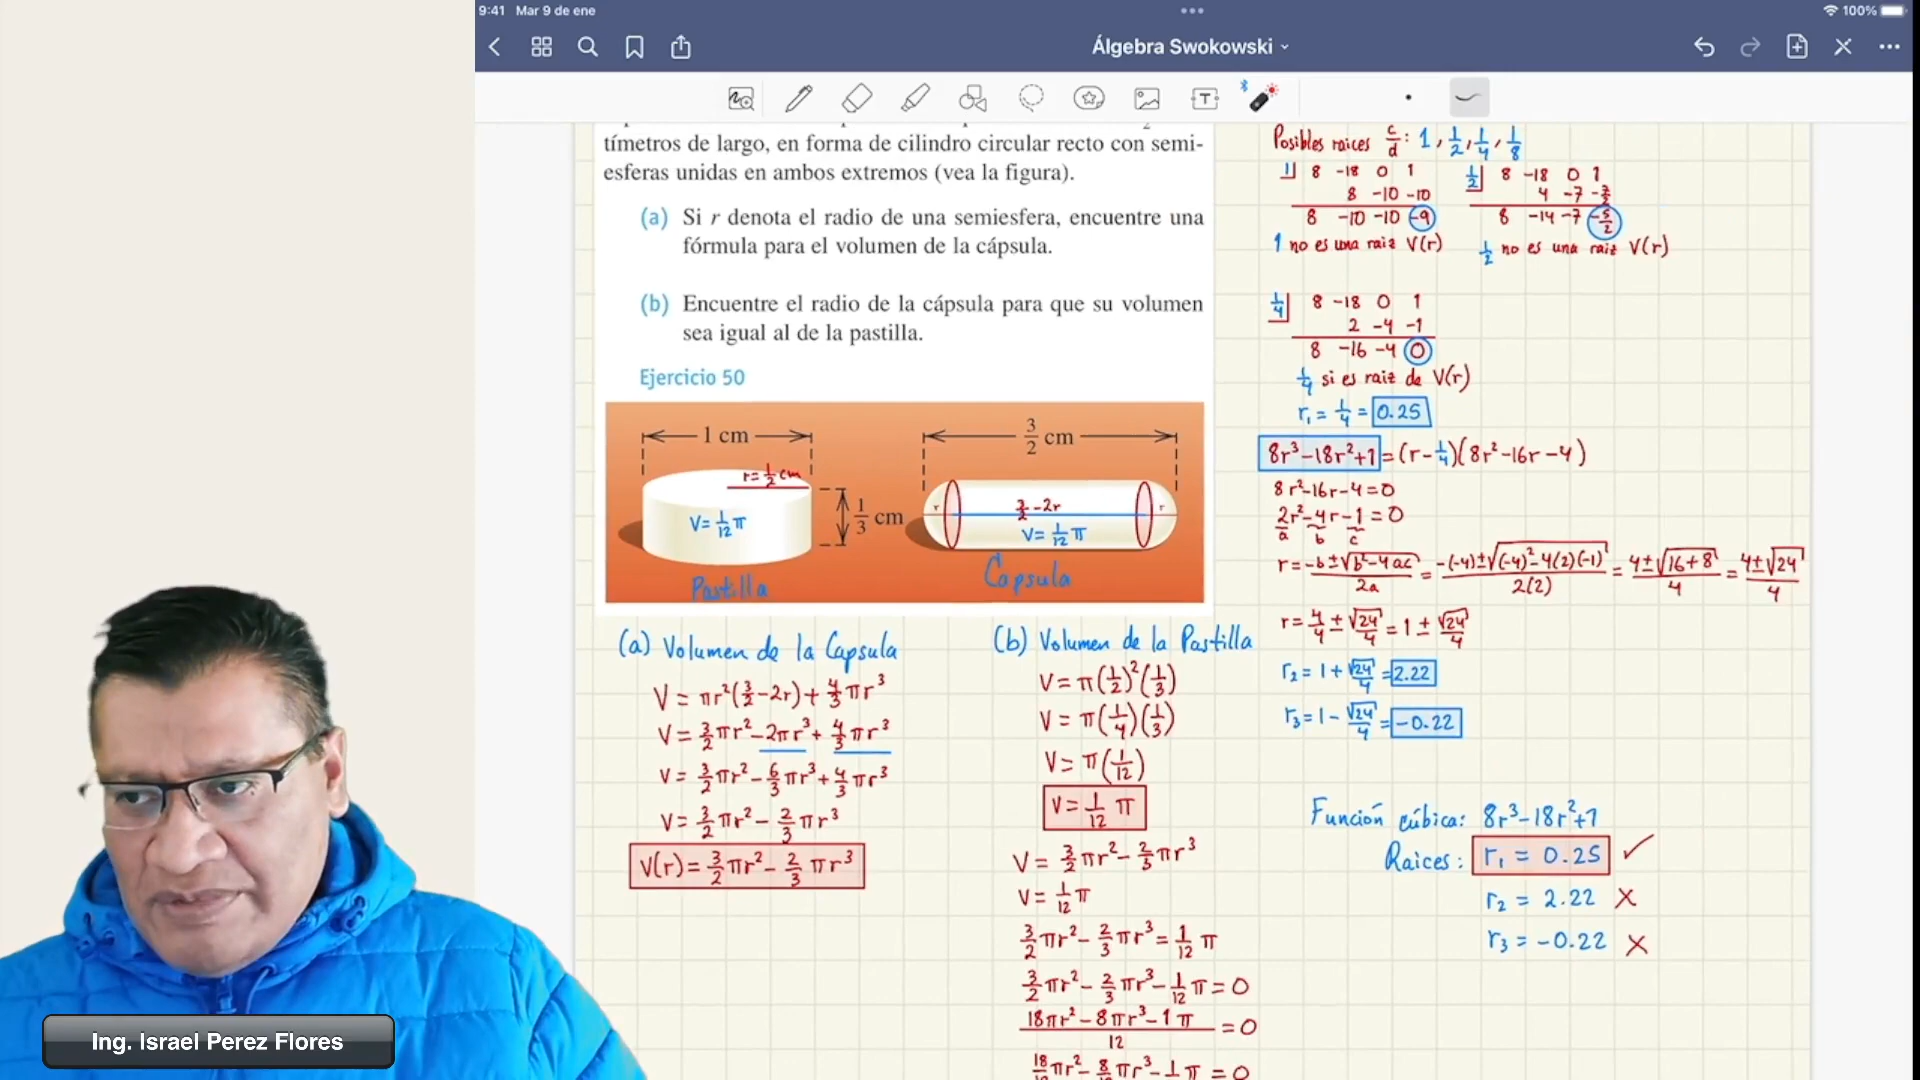 9:41 Mar 9 de ene
100%
Álgebra Swokowski
tímetros de largo, en forma de cilindro circular recto con semi-
esferas unidas en ambos extremos (vea la figura).
(a) Si r denota el radio de una semiesfera, encuentre una
fórmula para el volumen de la cápsula.
(b) Encuentre el radio de la cápsula para que su volumen
sea igual al de la pastilla.
Ejercicio 50
1 cm
r = 1/2 cm
V = 1/12 π
1/3 cm
Pastilla
3/2 cm
r
3/2 - 2r
r
V = 1/12 π
Capsula
(a) Volumen de la Capsula
V = πr²(3/2 - 2r) + 4/3 πr³
V = 3/2 πr² - 2πr³ + 4/3 πr³
V = 3/2 πr² - 6/3 πr³ + 4/3 πr³
V = 3/2 πr² - 2/3 πr³
V(r) = 3/2 πr² - 2/3 πr³
(b) Volumen de la Pastilla
V = π(1/2)²(1/3)
V = π(1/4)(1/3)
V = π(1/12)
V = 1/12 π
V = 3/2 πr² - 2/3 πr³
V = 1/12 π
3/2 πr² - 2/3 πr³ = 1/12 π
3/2 πr² - 2/3 πr³ - 1/12 π = 0
18πr² - 8πr³ - 1π
12
= 0
Posibles raices c/d : 1, 1/2, 1/4, 1/8
1 8 -18 0 1
8 -10 -10
8 -10 -10 -9
1 no es una raiz V(r)
1/2 8 -18 0 1
4 -7 -7/2
8 -14 -7 -5/2
1/2 no es una raiz V(r)
1/4 8 -18 0 1
2 -4 -1
8 -16 -4 0
1/4 si es raiz de V(r)
r₁ = 1/4 = 0.25
8r³ - 18r² + 1 = (r - 1/4)(8r² - 16r - 4)
8r² - 16r - 4 = 0
2r² - 4r - 1 = 0
a b c
r = -b ± √(b² - 4ac) / 2a = -(-4) ± √((-4)² - 4(2)(-1)) / 2(2) = 4 ± √(16 + 8) / 4 = 4 ± √24 / 4
r = 4/4 ± √24/4 = 1 ± √24/4
r₂ = 1 + √24/4 = 2.22
r₃ = 1 - √24/4 = -0.22
Función cúbica: 8r³ - 18r² + 1
Raices: r₁ = 0.25 ✓
r₂ = 2.22 X
r₃ = -0.22 X
Ing. Israel Perez Flores